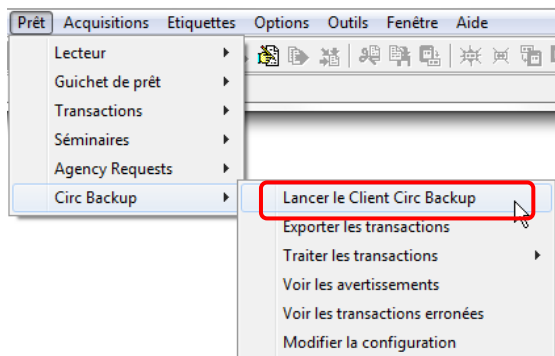 Prêt Acquisitions Etiquettes Options Outils Fenêtre Aide
Lecteur
Guichet de prêt
Transactions
Séminaires
Agency Requests
Circ Backup
Lancer le Client Circ Backup
Exporter les transactions
Traiter les transactions
Voir les avertissements
Voir les transactions erronées
Modifier la configuration